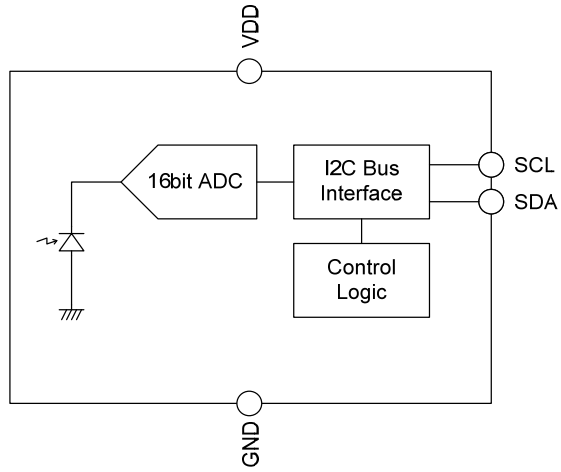 VDD
16bit ADC
I2C Bus
Interface
SCL
SDA
Control
Logic
GND